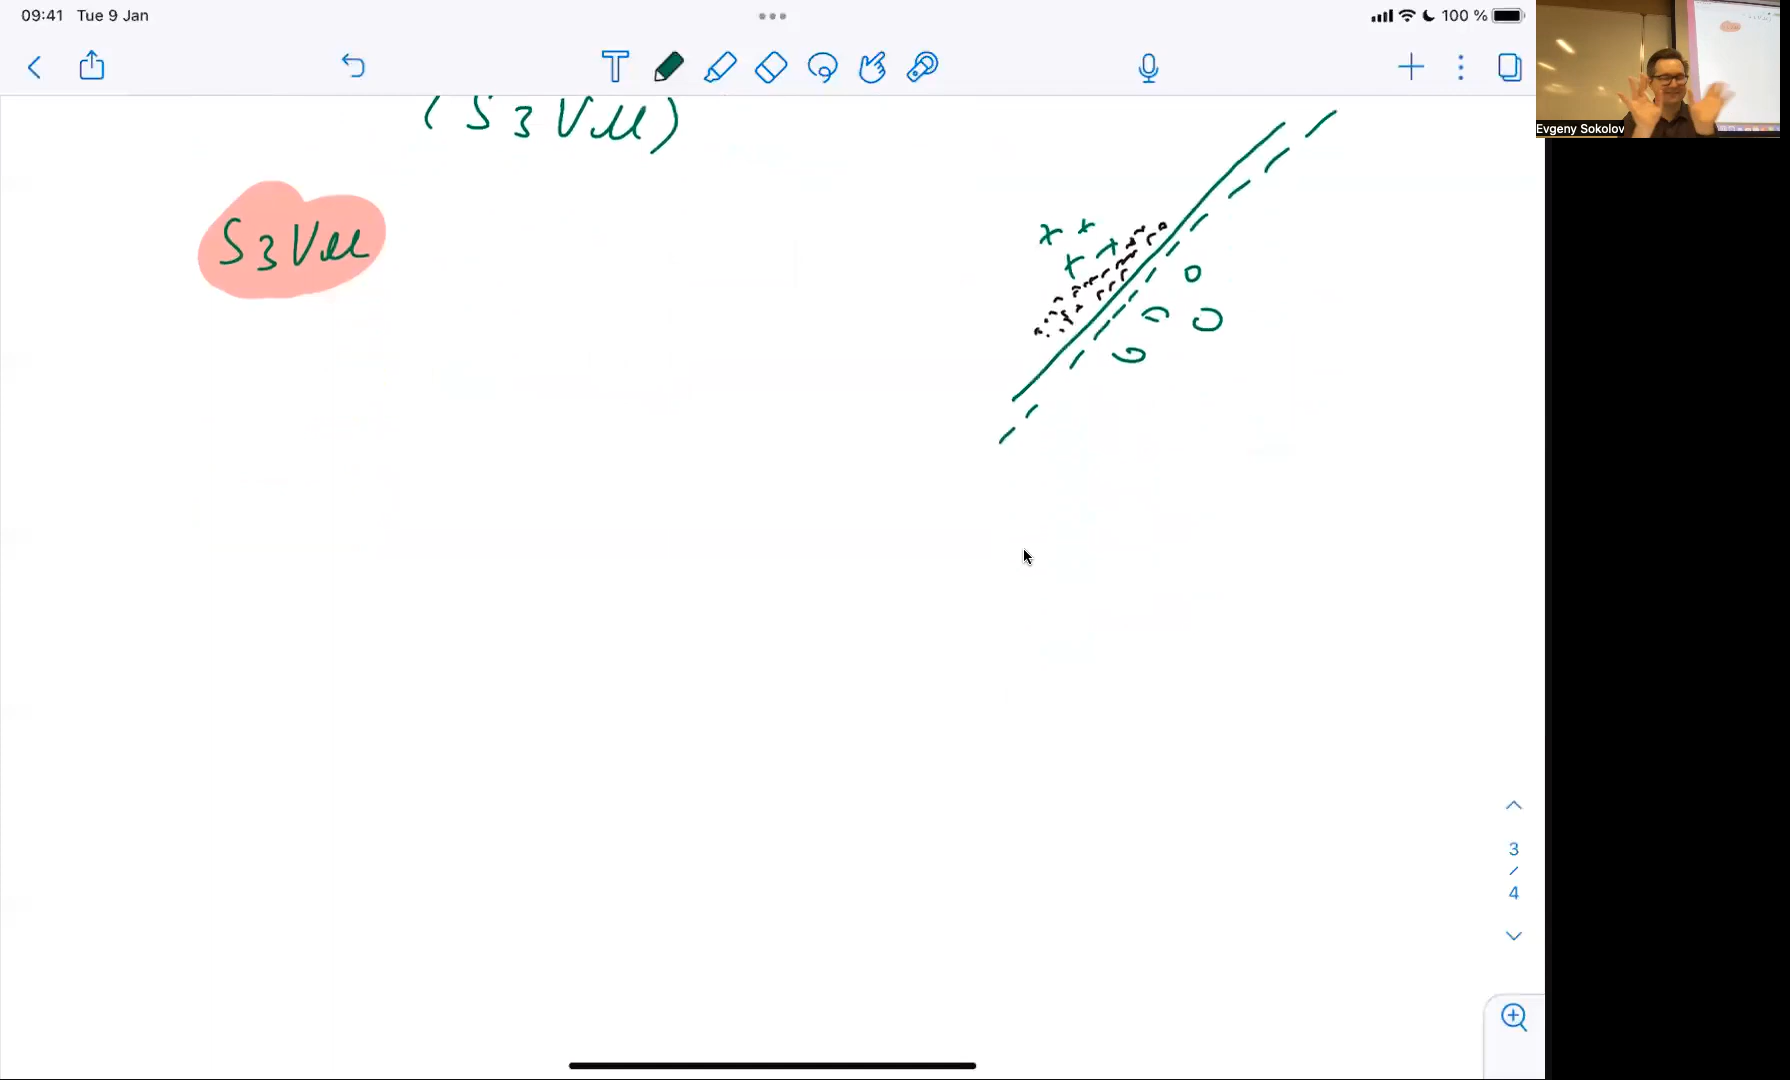 09:41 Tue 9 Jan
100 %
T
Evgeny Sokolov
(S3VM)
S3VM
3
/
4